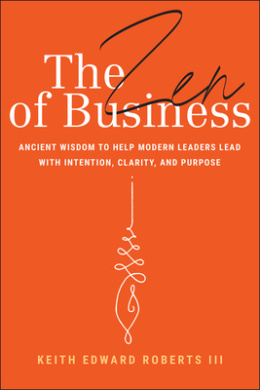 The Zen
of Business
ANCIENT WISDOM TO HELP MODERN LEADERS LEAD
WITH INTENTION, CLARITY, AND PURPOSE
KEITH EDWARD ROBERTS III